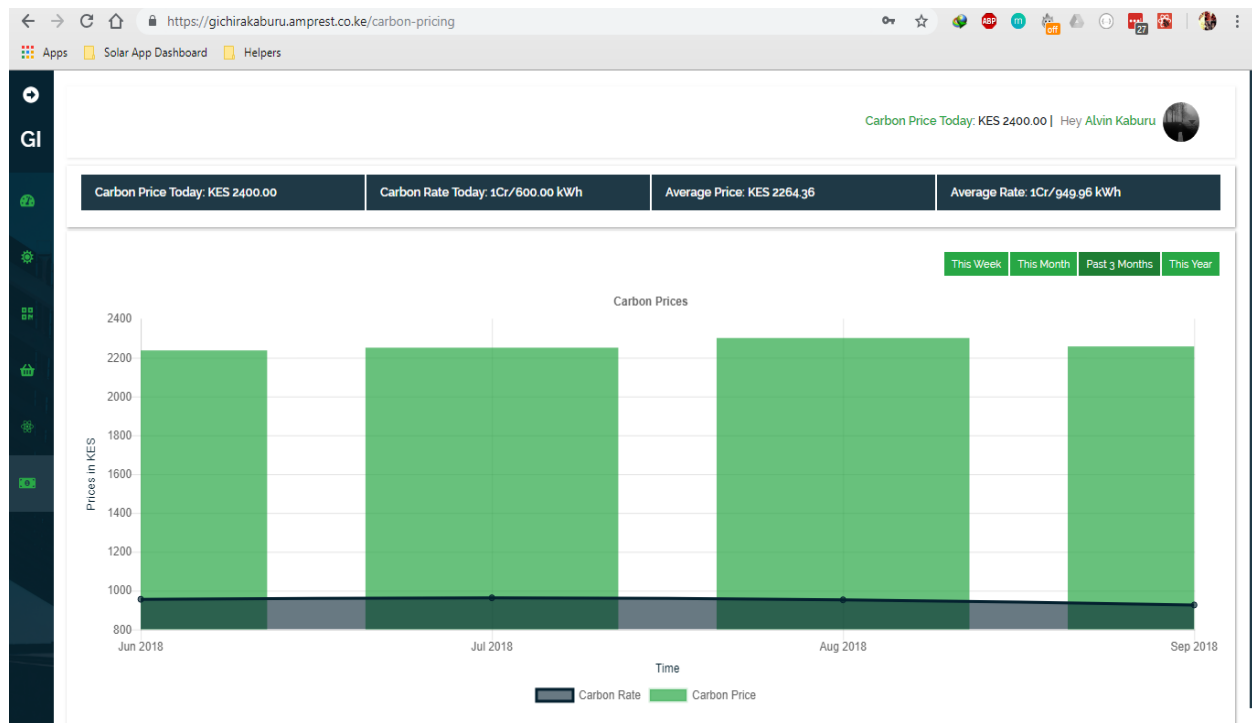 https://gichirakaburu.amprest.co.ke/carbon-pricing
ABP m off 27
Apps Solar App Dashboard Helpers
GI
Carbon Price Today: KES 2400.00 | Hey Alvin Kaburu
Carbon Price Today: KES 2400.00 Carbon Rate Today: 1Cr/600.00 kWh Average Price: KES 2264.36 Average Rate: 1Cr/949.96 kWh
This Week This Month Past 3 Months This Year
Carbon Prices
2400
2200
2000
1800
1600
1400
1200
1000
800
Prices in KES
Jun 2018 Jul 2018 Aug 2018 Sep 2018
Time
Carbon Rate Carbon Price